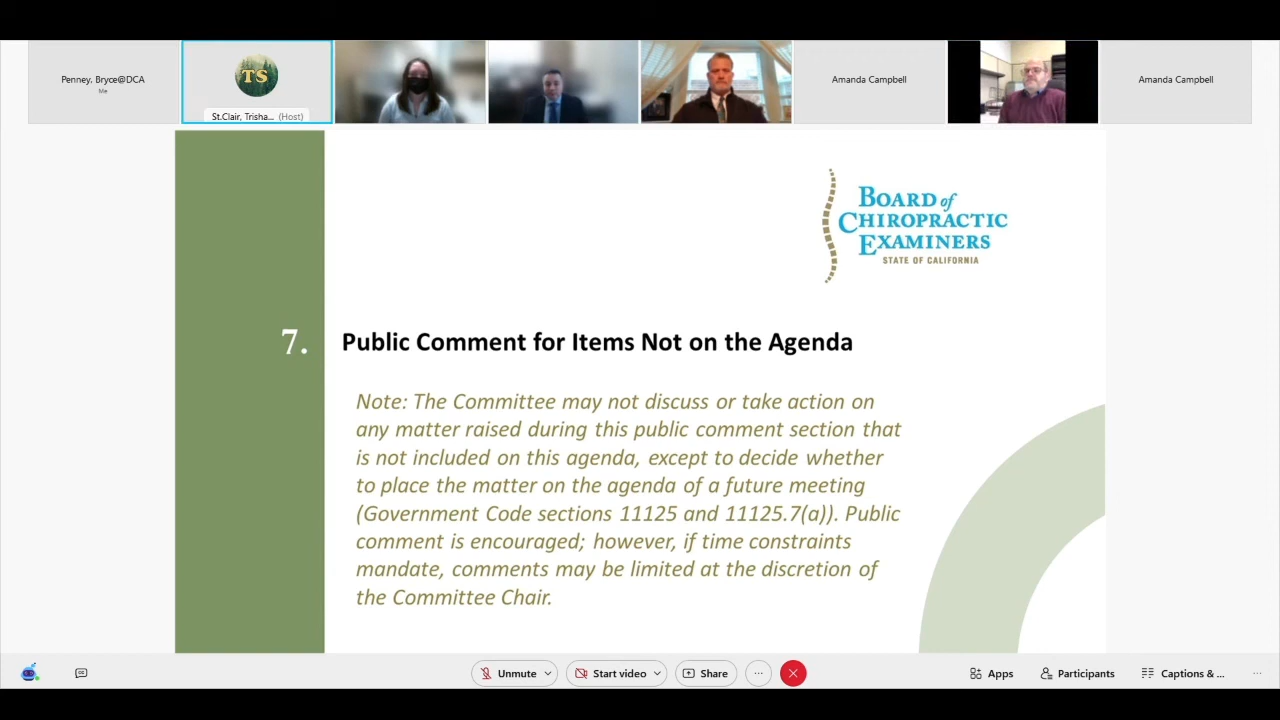 Penney, Bryce@DCA
Me
TS
St.Clair, Trisha... (Host)
Amanda Campbell
Amanda Campbell
BOARD of
CHIROPRACTIC
EXAMINERS
STATE OF CALIFORNIA
7. Public Comment for Items Not on the Agenda
Note: The Committee may not discuss or take action on
any matter raised during this public comment section that
is not included on this agenda, except to decide whether
to place the matter on the agenda of a future meeting
(Government Code sections 11125 and 11125.7(a)). Public
comment is encouraged; however, if time constraints
mandate, comments may be limited at the discretion of
the Committee Chair.
Unmute Start video Share ... Apps Participants Captions & ... ...